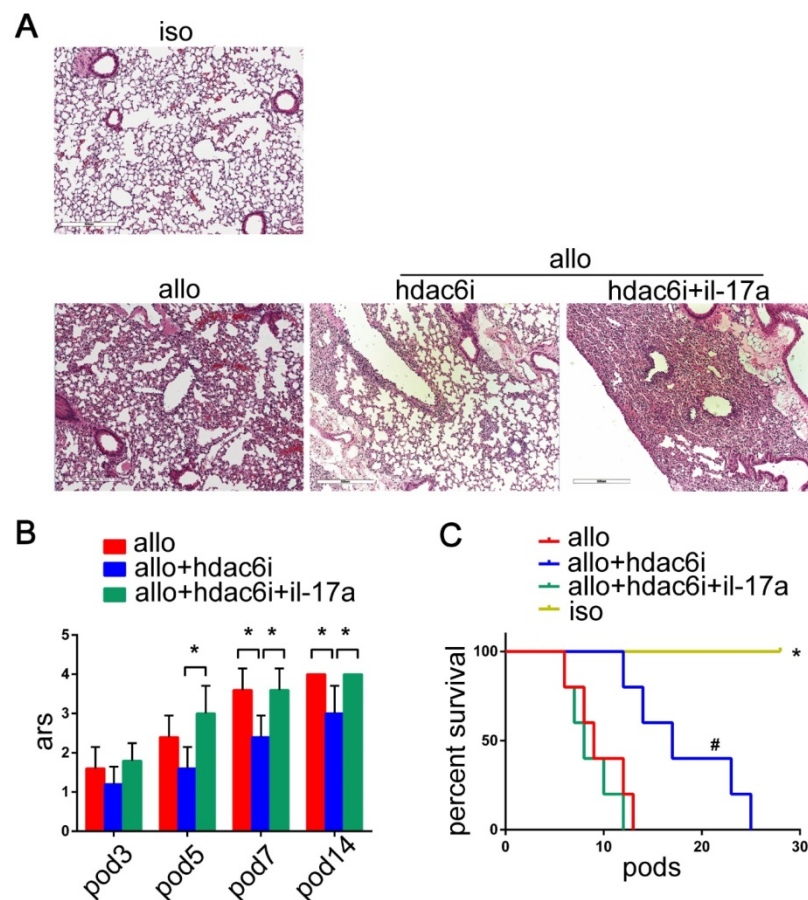 A
iso
allo
allo
hdac6i
hdac6i+il-17a
B
allo
allo+hdac6i
allo+hdac6i+il-17a
ars
5
4
3
2
1
0
* * * * *
pod3
pod5
pod7
pod14
C
allo
allo+hdac6i
allo+hdac6i+il-17a
iso
percent survival
100
50
0
*
#
0 10 20 30
pods